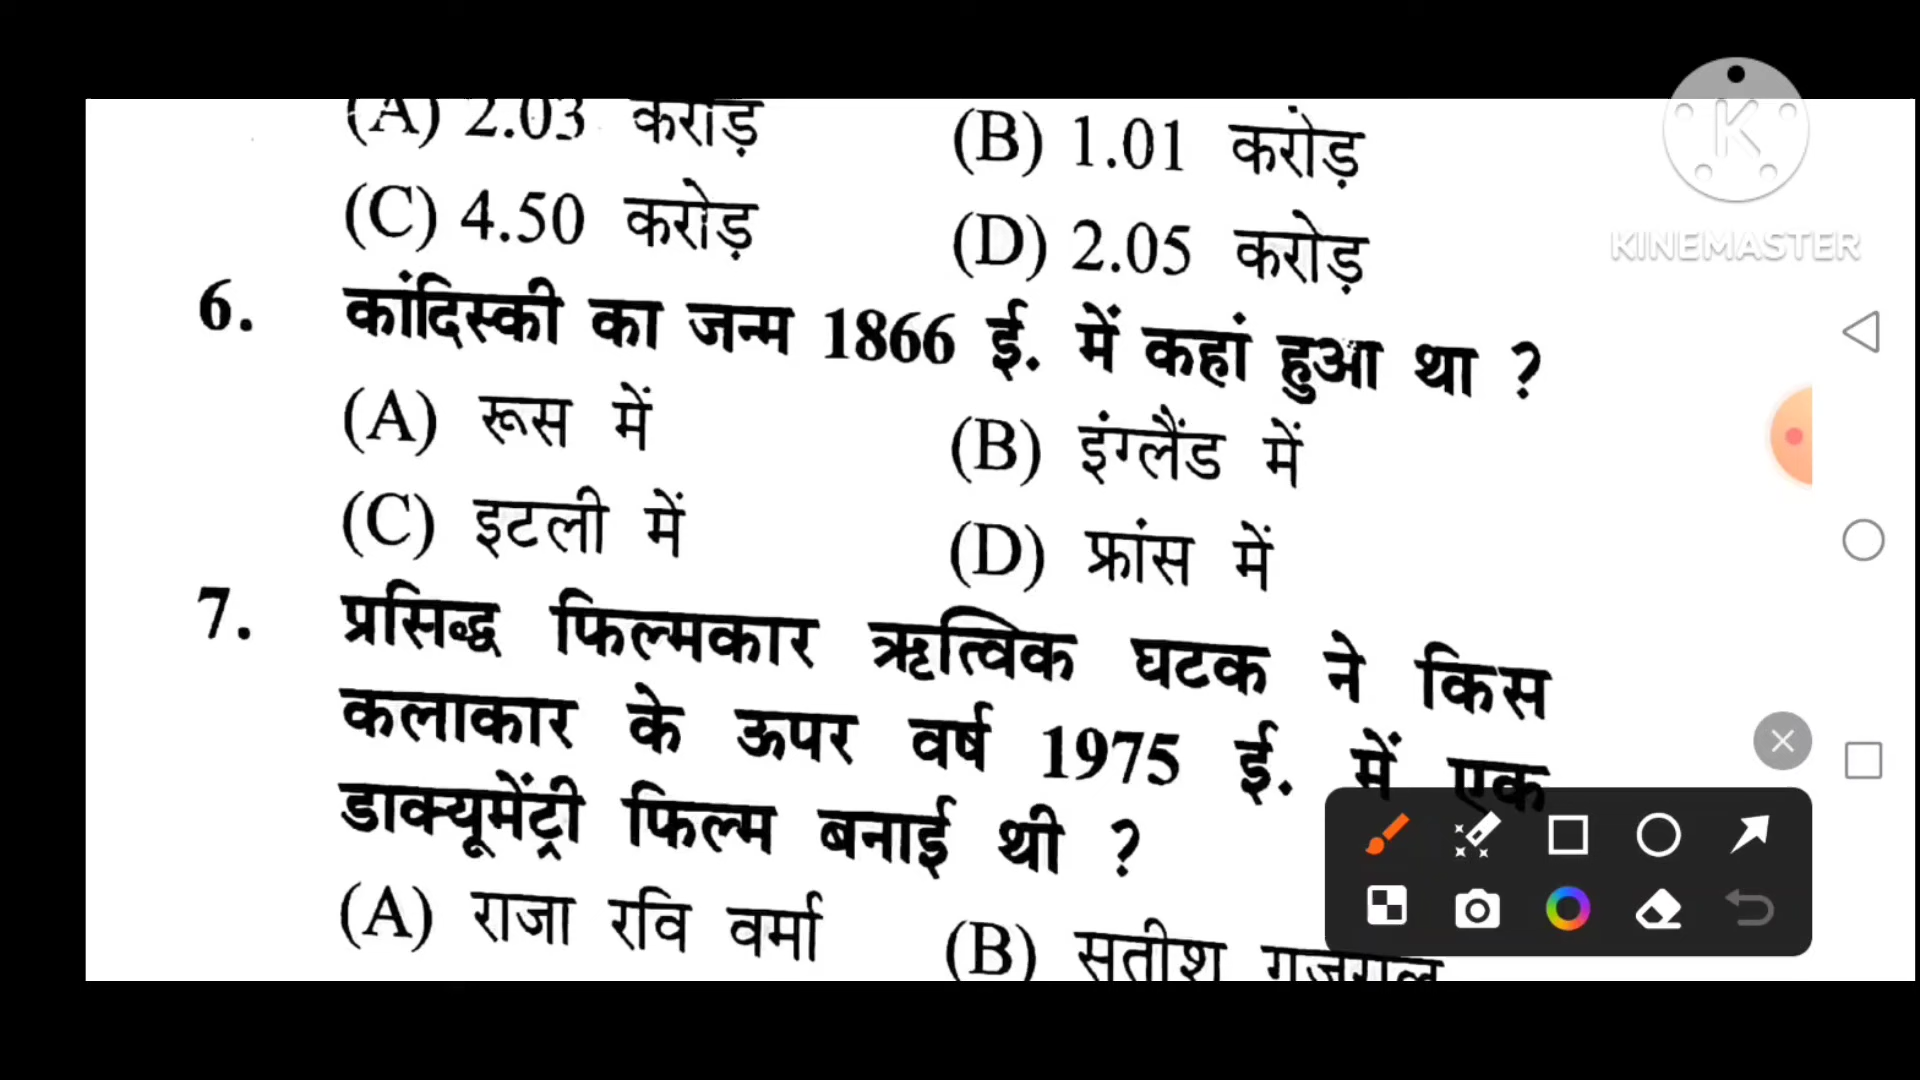 (A) 2.03 करोड़
(B) 1.01 करोड़
(C) 4.50 करोड़
(D) 2.05 करोड़
6. कांदिस्की का जन्म 1866 ई. में कहां हुआ था ?
(A) रूस में
(B) इंग्लैंड में
(C) इटली में
(D) फ्रांस में
7. प्रसिद्ध फिल्मकार ऋत्विक घटक ने किस
कलाकार के ऊपर वर्ष 1975 ई. में एक
डाक्यूमेंट्री फिल्म बनाई थी ?
(A) राजा रवि वर्मा
(B) सतीश गुजराल
K
KINEMASTER